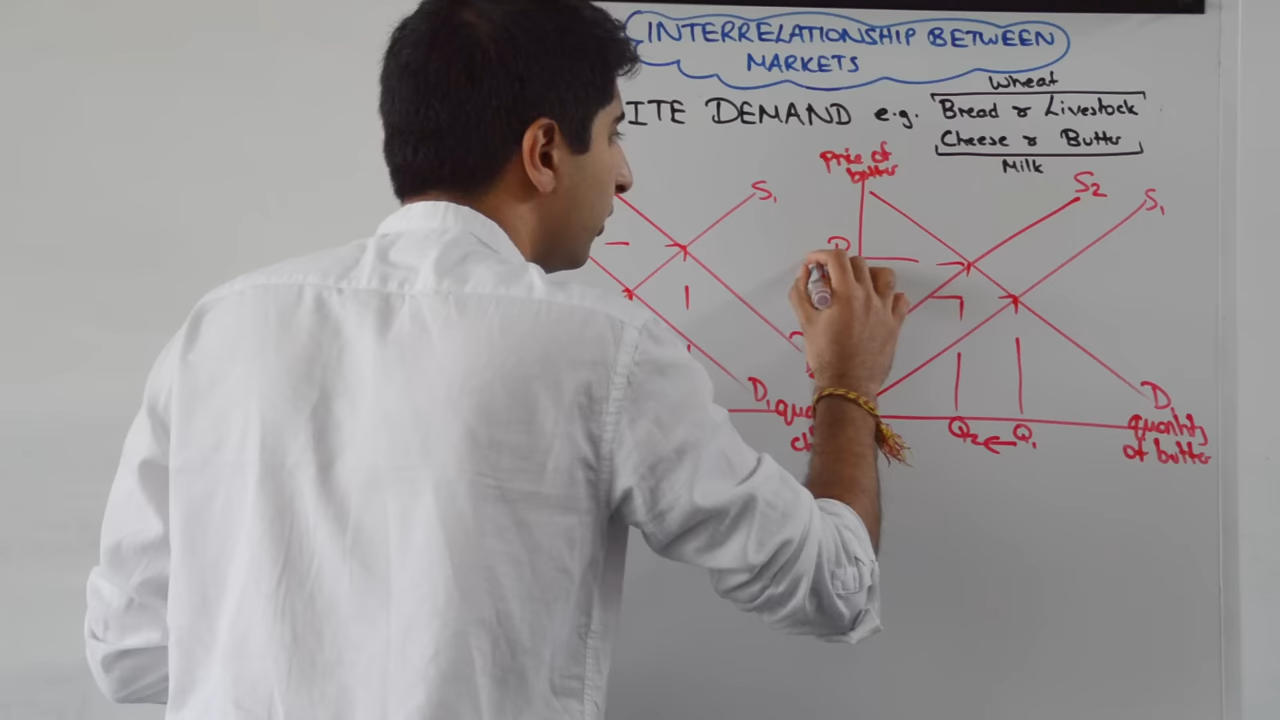 INTERRELATIONSHIP BETWEEN
MARKETS
ITE DEMAND e.g.
Wheat
Bread & Livestock
Cheese & Butter
Milk
Price of
butter
S1
S2
S1
D1
D
quantity
of butter
Q2 Q1